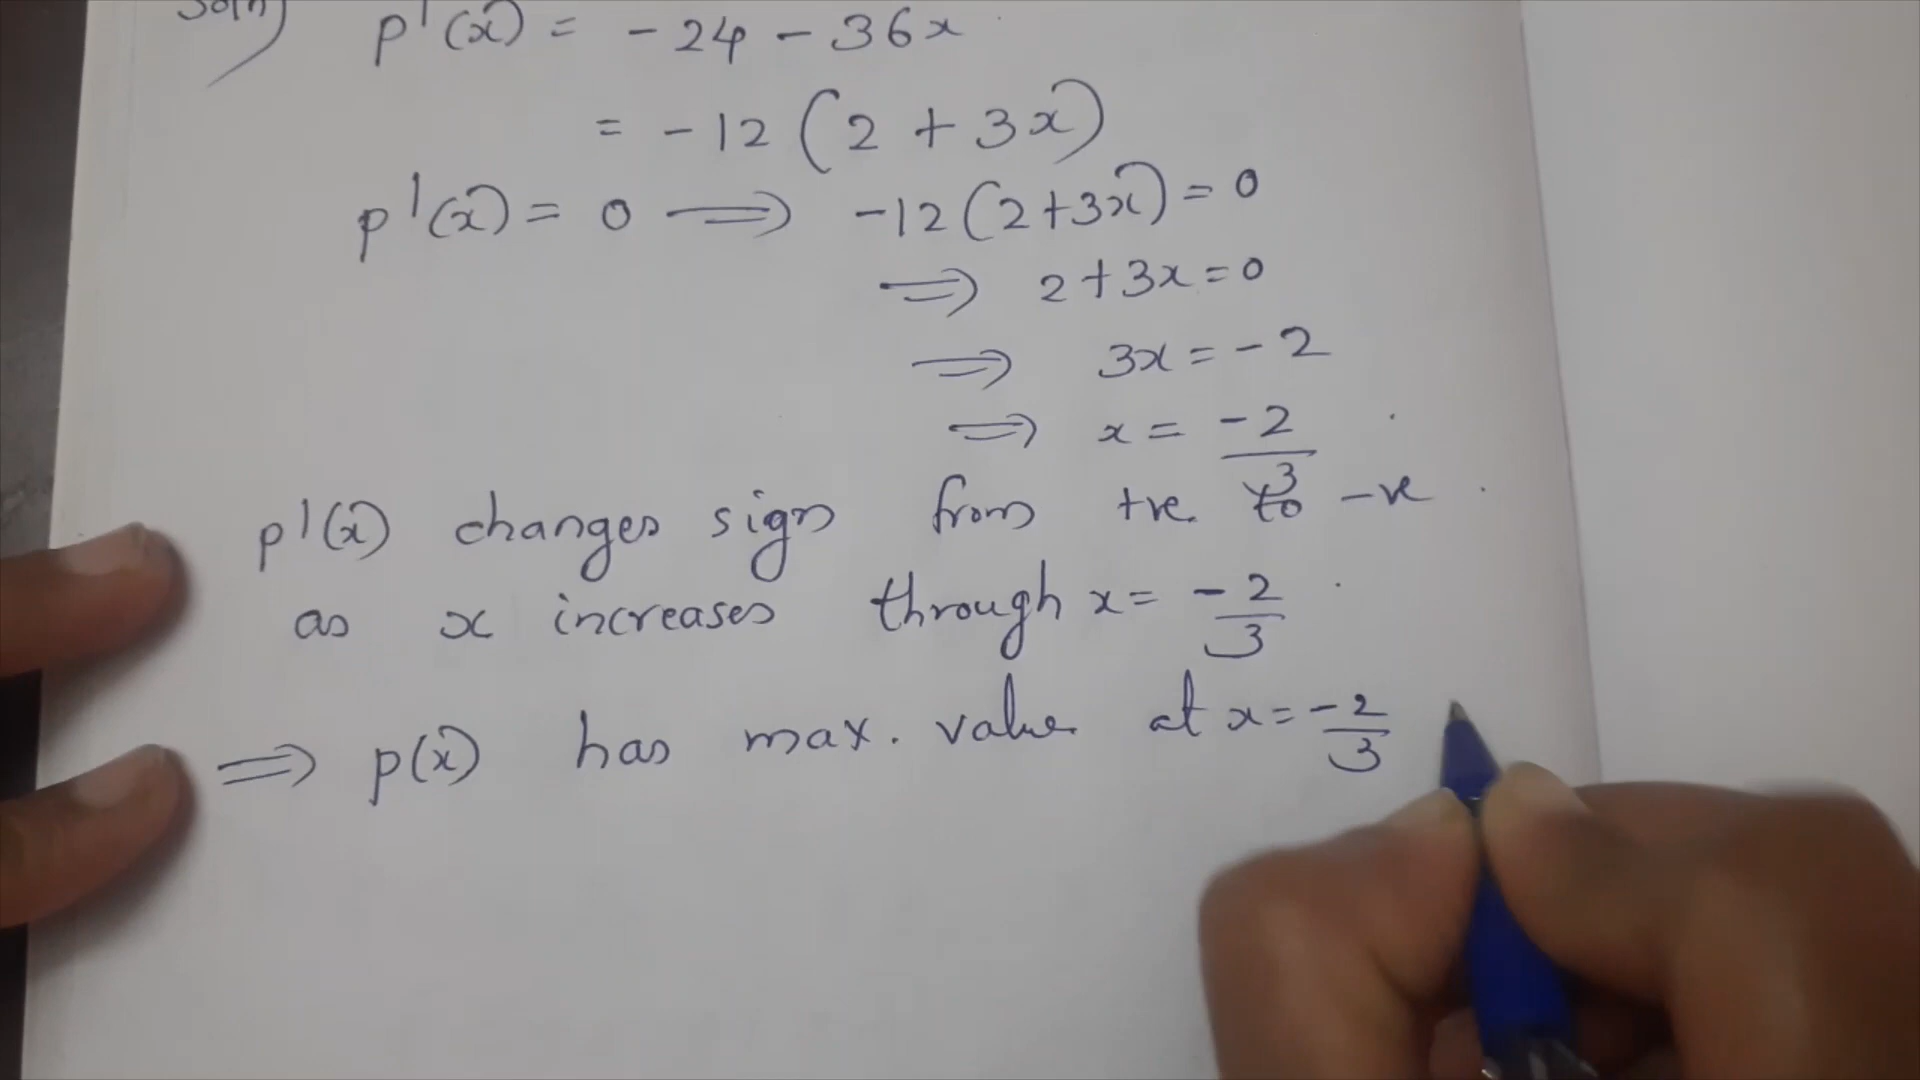 Soln)
p'(x) = - 24 - 36x
= - 12 (2 + 3x)
p'(x) = 0 ⟹ -12(2+3x) = 0
⟹ 2+3x=0
⟹ 3x = -2
⟹ x = -2/3
p'(x) changes sign from +ve to -ve
as x increases through x = -2/3
⟹ p(x) has max. value at x = -2/3